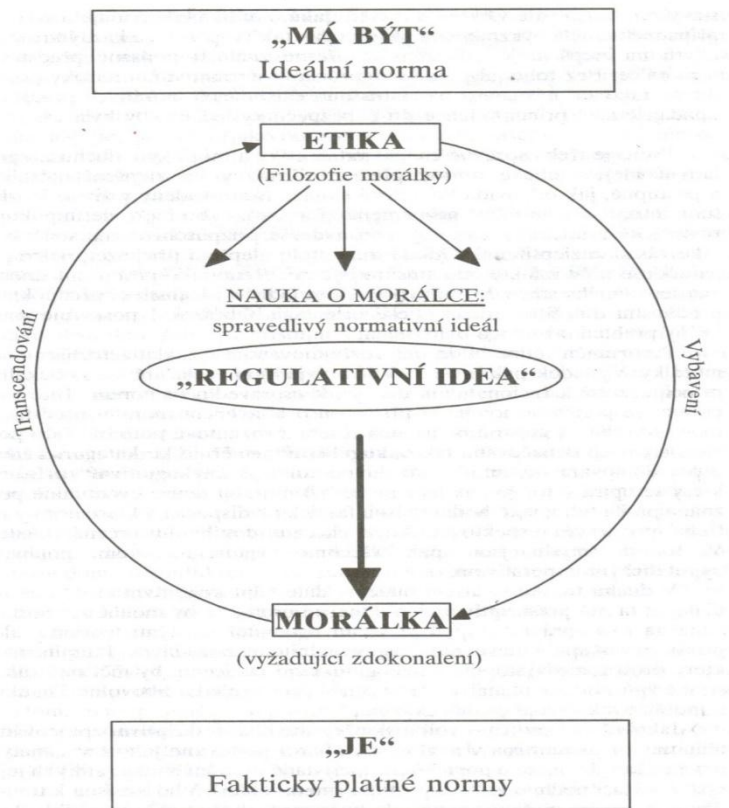 „MÁ BÝT“
Ideální norma
ETIKA
(Filozofie morálky)
NAUKA O MORÁLCE:
spravedlivý normativní ideál
„REGULATIVNÍ IDEA“
Transcendování
Vybavení
MORÁLKA
(vyžadující zdokonalení)
„JE“
Fakticky platné normy.